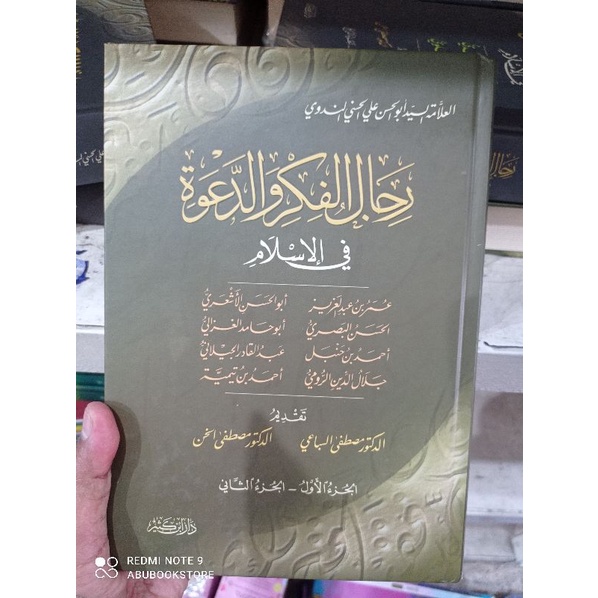 العلامة السيد أبو الحسن علي الحسني الندوي
رجال الفكر والدعوة
في الإسلام
عمر بن عبد العزيز أبو الحسن الأشعري
الحسن البصري أبو حامد الغزالي
أحمد بن حنبل عبد القادر الجيلاني
جلال الدين الرومي أحمد بن تيمية
تقديم
الدكتور مصطفى السباعي الدكتور مصطفى الخن
الجزء الأول - الجزء الثاني
دار ابن كثير
REDMI NOTE 9
ABUBOOKSTORE